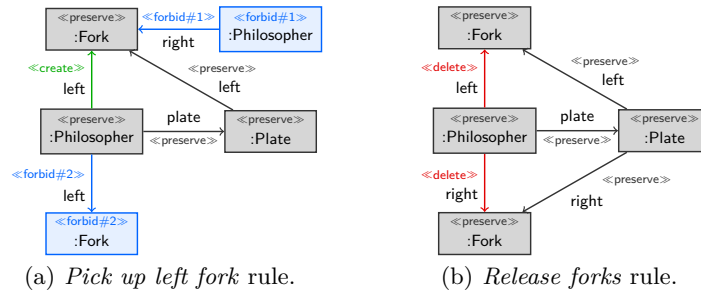 ≪preserve≫
:Fork
≪forbid#1≫
right
≪forbid#1≫
:Philosopher
≪create≫
left
≪preserve≫
left
≪preserve≫
:Philosopher
plate
≪preserve≫
≪preserve≫
:Plate
≪forbid#2≫
left
≪forbid#2≫
:Fork
(a) Pick up left fork rule.
≪preserve≫
:Fork
≪delete≫
left
≪preserve≫
left
≪preserve≫
:Philosopher
plate
≪preserve≫
≪preserve≫
:Plate
≪delete≫
right
≪preserve≫
right
≪preserve≫
:Fork
(b) Release forks rule.